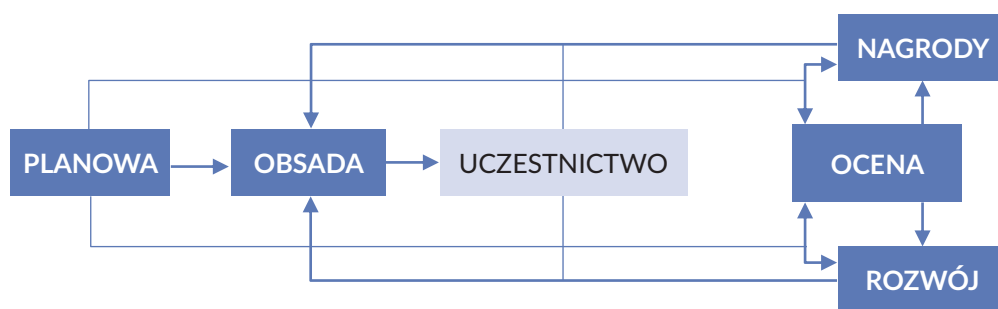 NAGRODY
PLANOWA
OBSADA
UCZESTNICTWO
OCENA
ROZWÓJ